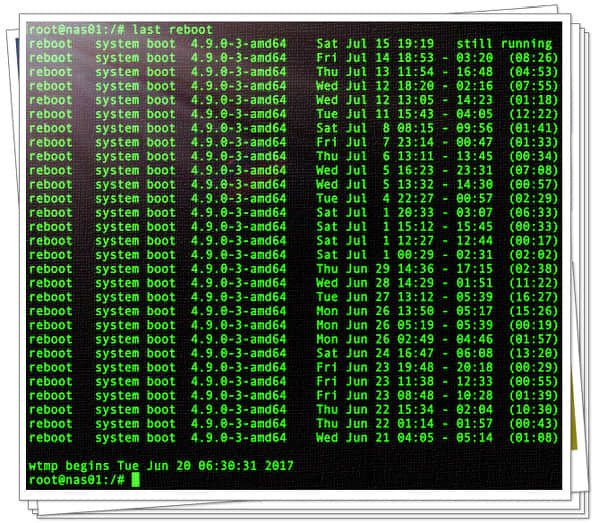 root@nas01:/# last reboot
reboot   system boot  4.9.0-3-amd64    Sat Jul 15 19:19   still running
reboot   system boot  4.9.0-3-amd64    Fri Jul 14 18:53 - 03:20  (08:26)
reboot   system boot  4.9.0-3-amd64    Thu Jul 13 11:54 - 16:48  (04:53)
reboot   system boot  4.9.0-3-amd64    Wed Jul 12 18:20 - 02:16  (07:55)
reboot   system boot  4.9.0-3-amd64    Wed Jul 12 13:05 - 14:23  (01:18)
reboot   system boot  4.9.0-3-amd64    Tue Jul 11 15:43 - 04:05  (12:22)
reboot   system boot  4.9.0-3-amd64    Sat Jul  8 08:15 - 09:56  (01:41)
reboot   system boot  4.9.0-3-amd64    Fri Jul  7 23:14 - 00:47  (01:33)
reboot   system boot  4.9.0-3-amd64    Thu Jul  6 13:11 - 13:45  (00:34)
reboot   system boot  4.9.0-3-amd64    Wed Jul  5 16:23 - 23:31  (07:08)
reboot   system boot  4.9.0-3-amd64    Wed Jul  5 13:32 - 14:30  (00:57)
reboot   system boot  4.9.0-3-amd64    Tue Jul  4 22:27 - 00:57  (02:29)
reboot   system boot  4.9.0-3-amd64    Sat Jul  1 20:33 - 03:07  (06:33)
reboot   system boot  4.9.0-3-amd64    Sat Jul  1 15:12 - 15:45  (00:33)
reboot   system boot  4.9.0-3-amd64    Sat Jul  1 12:27 - 12:44  (00:17)
reboot   system boot  4.9.0-3-amd64    Sat Jul  1 00:29 - 02:31  (02:02)
reboot   system boot  4.9.0-3-amd64    Thu Jun 29 14:36 - 17:15  (02:38)
reboot   system boot  4.9.0-3-amd64    Wed Jun 28 14:29 - 01:51  (11:22)
reboot   system boot  4.9.0-3-amd64    Tue Jun 27 13:12 - 05:39  (16:27)
reboot   system boot  4.9.0-3-amd64    Mon Jun 26 13:50 - 05:17  (15:26)
reboot   system boot  4.9.0-3-amd64    Mon Jun 26 05:19 - 05:39  (00:19)
reboot   system boot  4.9.0-3-amd64    Mon Jun 26 02:49 - 04:46  (01:57)
reboot   system boot  4.9.0-3-amd64    Sat Jun 24 16:47 - 06:08  (13:20)
reboot   system boot  4.9.0-3-amd64    Fri Jun 23 19:48 - 20:18  (00:29)
reboot   system boot  4.9.0-3-amd64    Fri Jun 23 11:38 - 12:33  (00:55)
reboot   system boot  4.9.0-3-amd64    Fri Jun 23 08:48 - 10:28  (01:39)
reboot   system boot  4.9.0-3-amd64    Thu Jun 22 15:34 - 02:04  (10:30)
reboot   system boot  4.9.0-3-amd64    Thu Jun 22 01:14 - 01:57  (00:43)
reboot   system boot  4.9.0-3-amd64    Wed Jun 21 04:05 - 05:14  (01:08)
wtmp begins Tue Jun 20 06:30:31 2017
root@nas01:/#